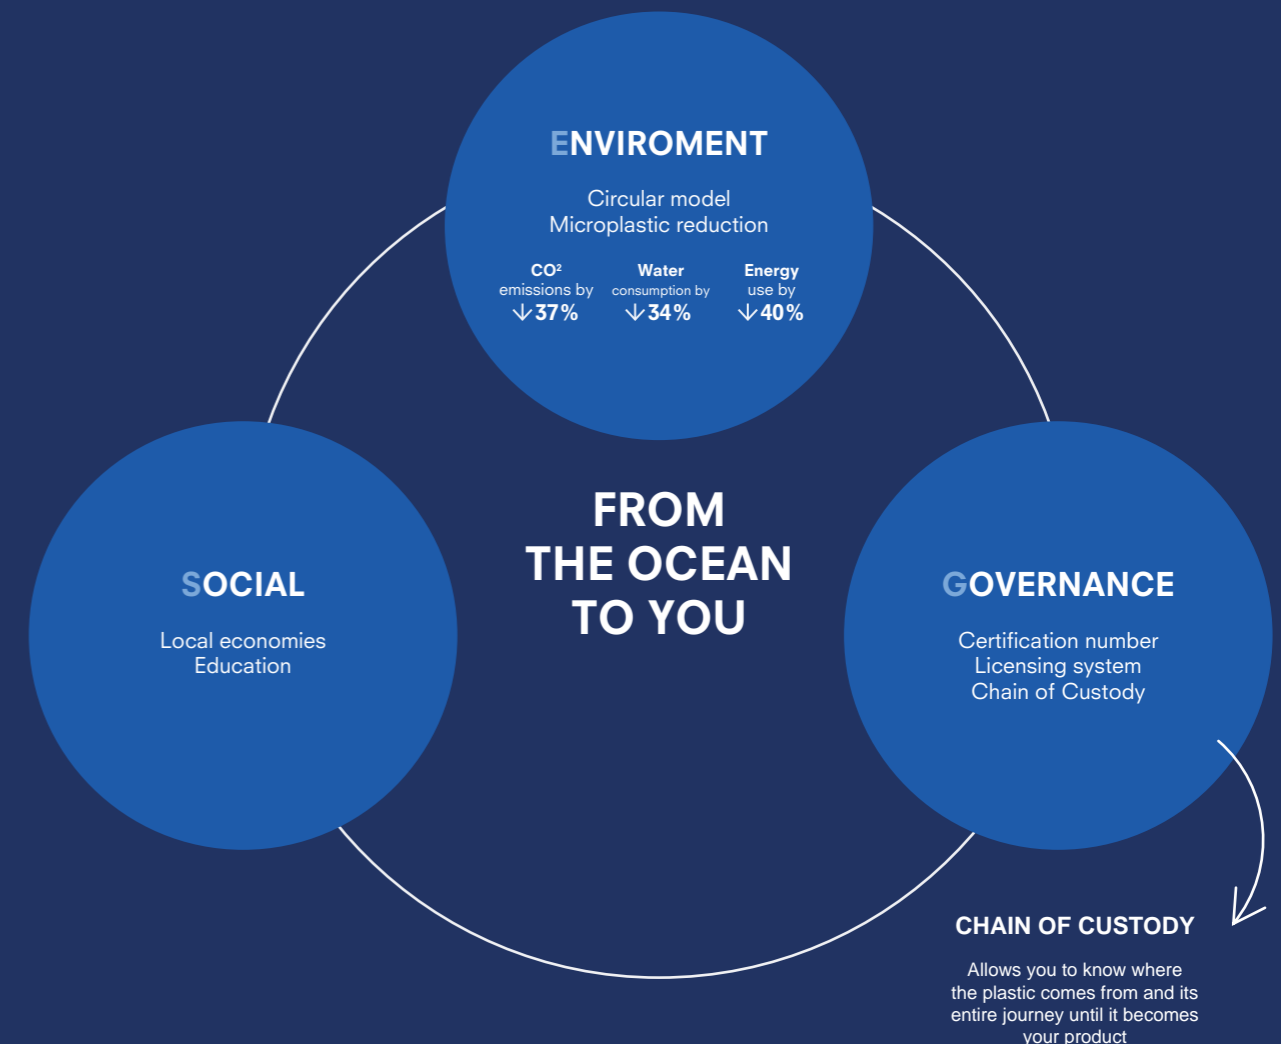 ENVIROMENT
Circular model
Microplastic reduction
CO² Water Energy
emissions by consumption by use by
↓37% ↓34% ↓40%
FROM
THE OCEAN
TO YOU
SOCIAL
Local economies
Education
GOVERNANCE
Certification number
Licensing system
Chain of Custody
CHAIN OF CUSTODY
Allows you to know where
the plastic comes from and its
entire journey until it becomes
your product